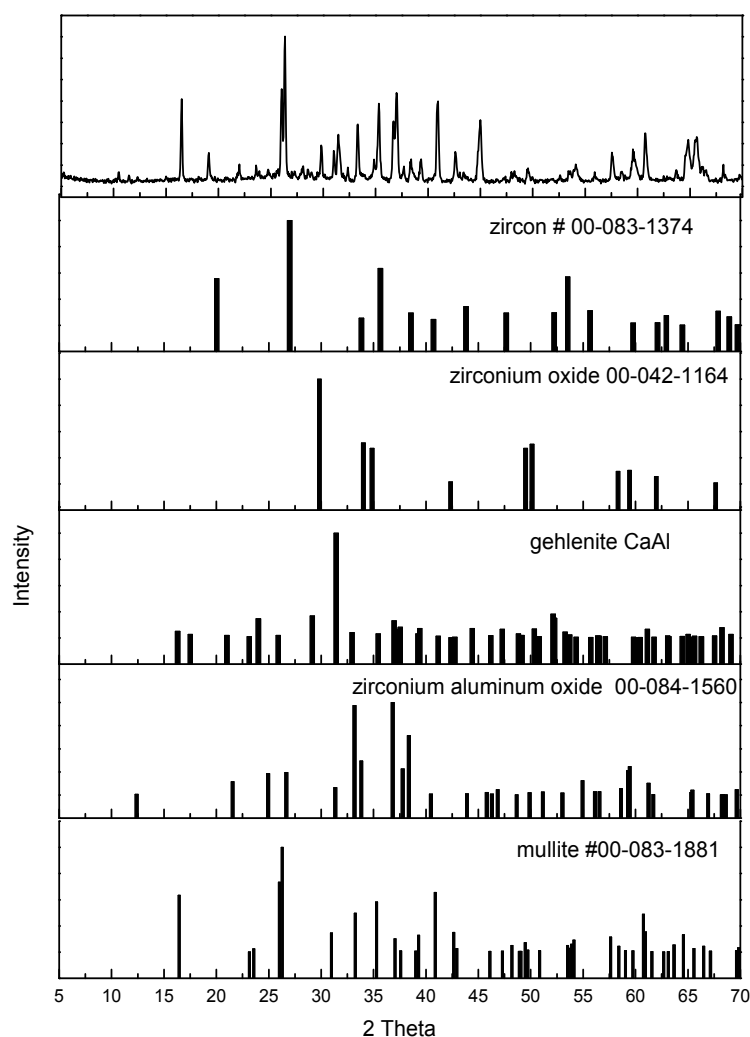 zircon # 00-083-1374
zirconium oxide 00-042-1164
gehlenite CaAl
zirconium aluminum oxide 00-084-1560
mullite #00-083-1881
Intensity
5 10 15 20 25 30 35 40 45 50 55 60 65 70
2 Theta